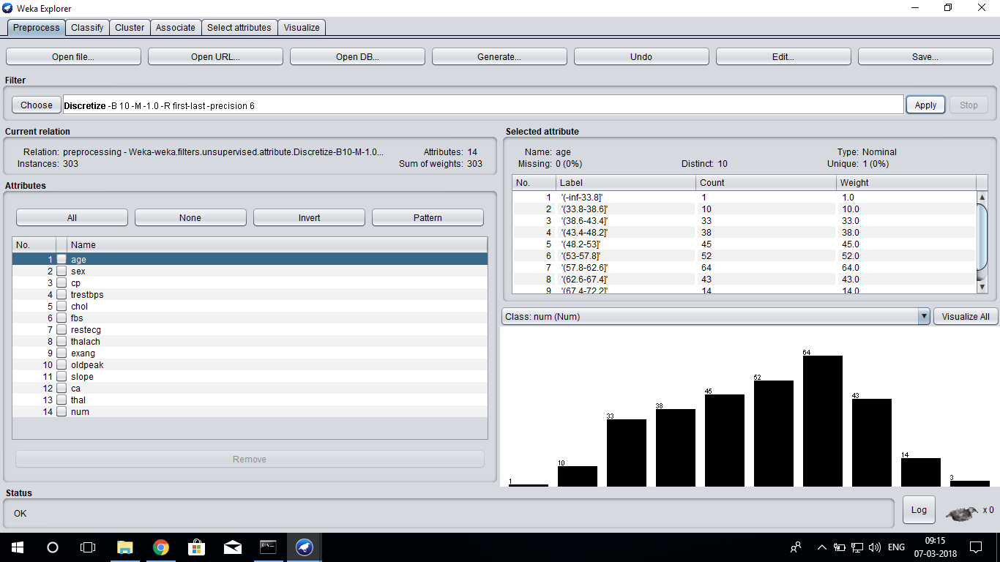 Weka Explorer
Preprocess Classify Cluster Associate Select attributes Visualize
Open file... Open URL... Open DB... Generate... Undo Edit... Save...
Filter
Choose Discretize -B 10 -M -1.0 -R first-last -precision 6 Apply Stop
Current relation
Relation: preprocessing - Weka-weka.filters.unsupervised.attribute.Discretize-B10-M-1.0... Attributes: 14
Instances: 303 Sum of weights: 303
Attributes
All None Invert Pattern
No. Name
1 age
2 sex
3 cp
4 trestbps
5 chol
6 fbs
7 restecg
8 thalach
9 exang
10 oldpeak
11 slope
12 ca
13 thal
14 num
Remove
Selected attribute
Name: age Type: Nominal
Missing: 0 (0%) Distinct: 10 Unique: 1 (0%)
No. Label Count Weight
1 '(-inf-33.8]' 1 1.0
2 '(33.8-38.6]' 10 10.0
3 '(38.6-43.4]' 33 33.0
4 '(43.4-48.2]' 38 38.0
5 '(48.2-53]' 45 45.0
6 '(53-57.8]' 52 52.0
7 '(57.8-62.6]' 64 64.0
8 '(62.6-67.4]' 43 43.0
9 '(67.4-72.2]' 14 14.0
Class: num (Num) Visualize All
1 10 33 38 45 52 64 43 14 3
Status
OK Log x 0
ENG 09:15
07-03-2018